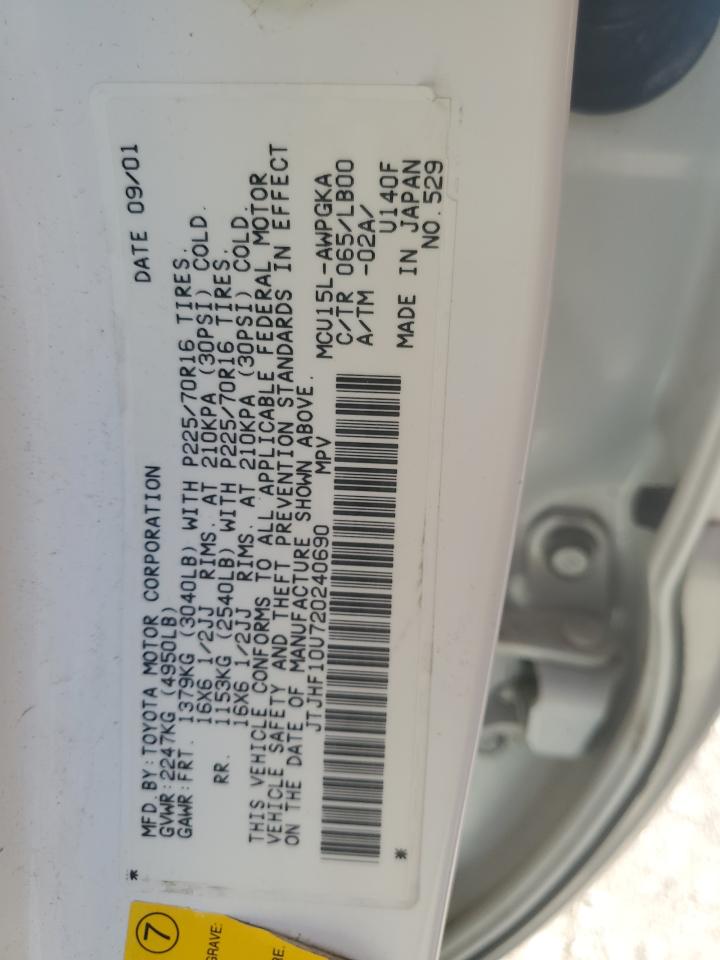 MFD. BY: TOYOTA MOTOR CORPORATION DATE 09/01
GVWR: 2247KG (4950LB)
GAWR: FRT. 1379KG (3040LB) WITH P225/70R16 TIRES.
16X6 1/2JJ RIMS. AT 210KPA (30PSI) COLD.
RR. 1153KG (2540LB) WITH P225/70R16 TIRES.
16X6 1/2JJ RIMS. AT 210KPA (30PSI) COLD.
THIS VEHICLE CONFORMS TO ALL APPLICABLE FEDERAL MOTOR
VEHICLE SAFETY AND THEFT PREVENTION STANDARDS IN EFFECT
ON THE DATE OF MANUFACTURE SHOWN ABOVE.
JTJHF10U720240690 MPV
MCU15L-AWPGKA
C/TR 065/LB00
A/TM -02A/
U140F
MADE IN JAPAN
NO. 529
* *
7
GRAVE:
RE.